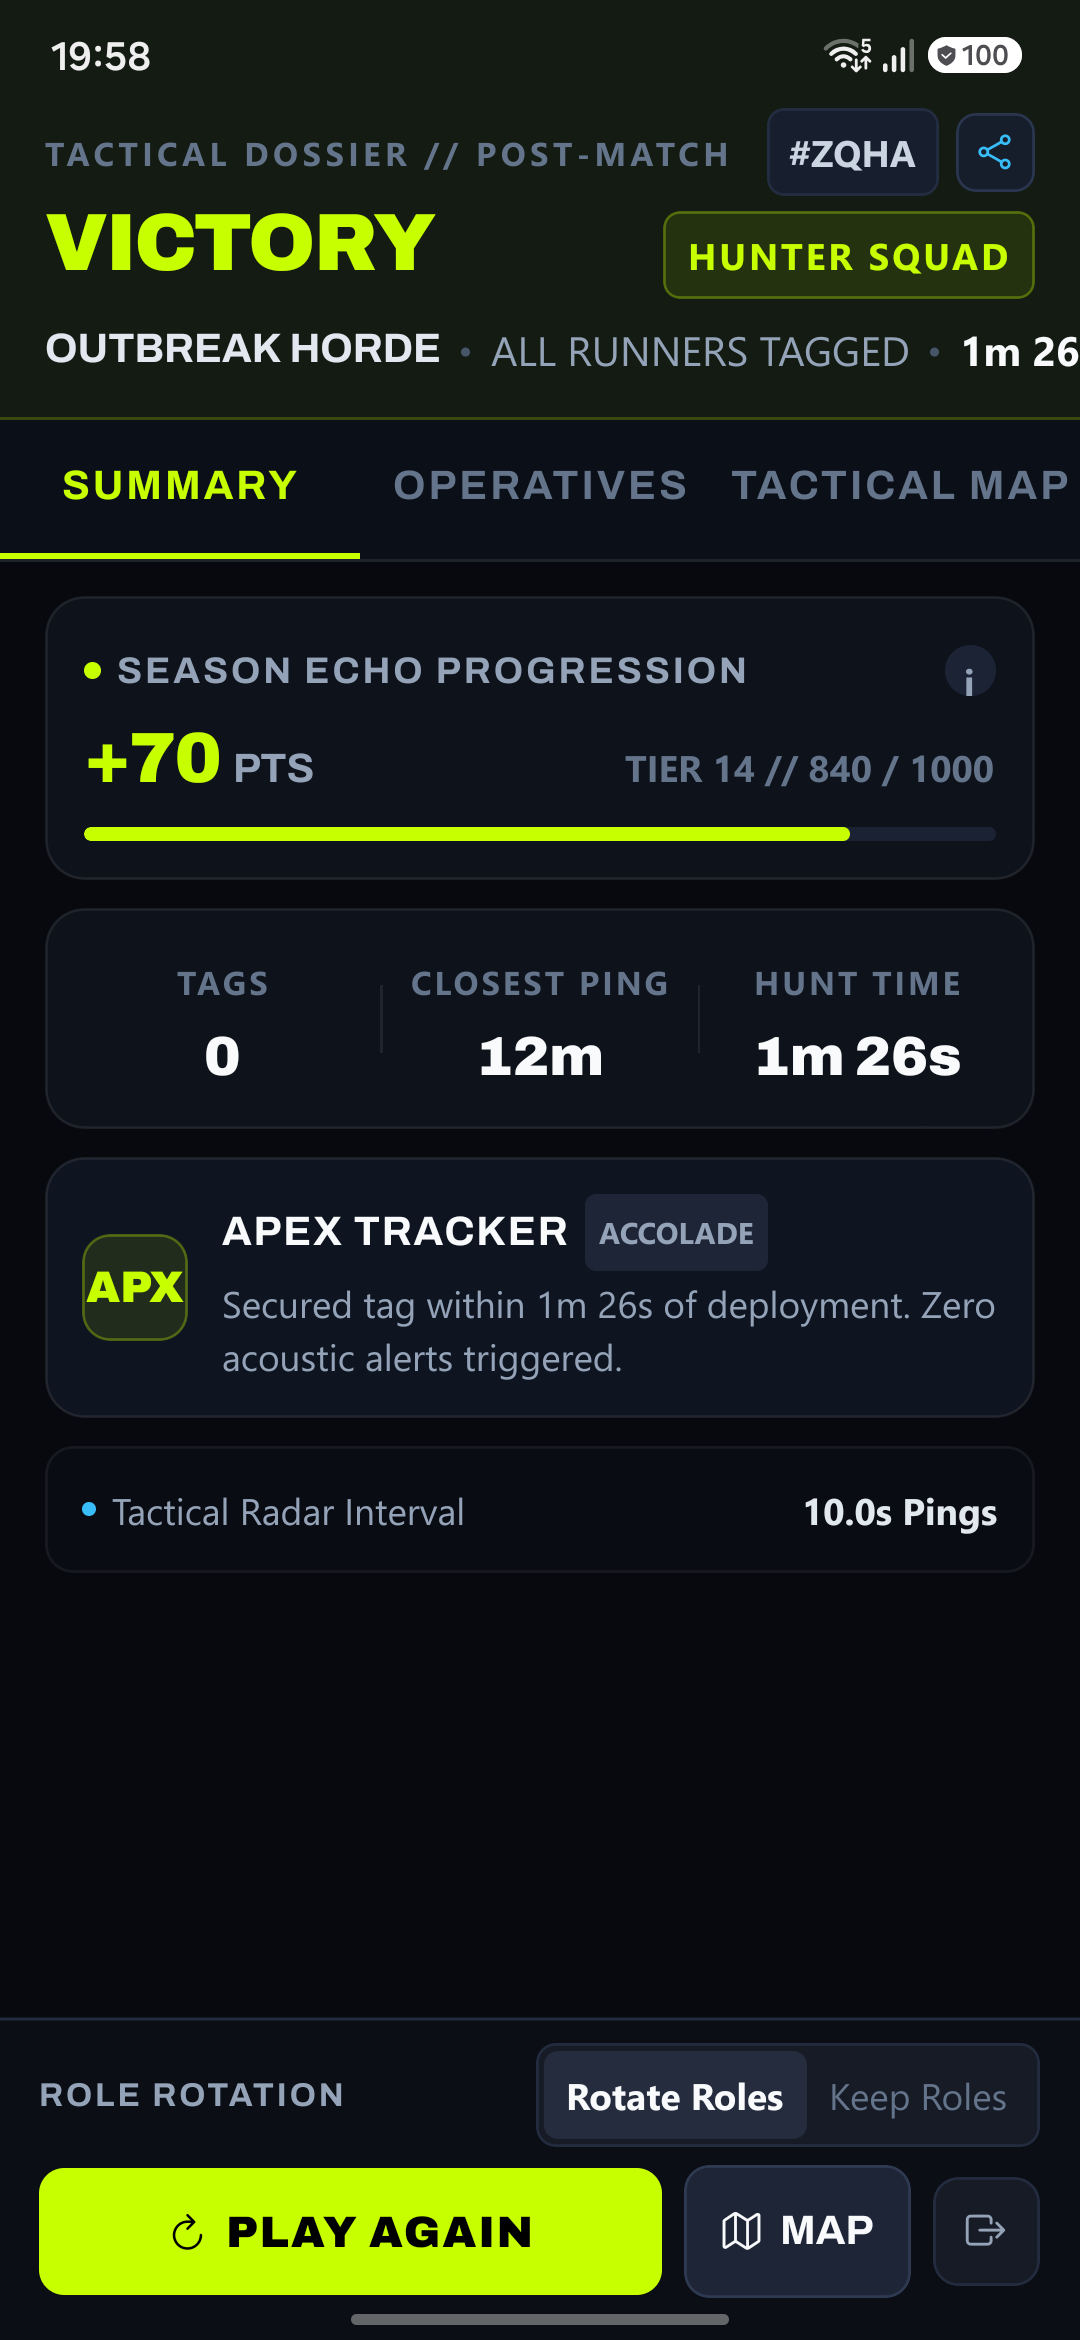 19:58
5
100
TACTICAL DOSSIER // POST-MATCH
#ZQHA
VICTORY
HUNTER SQUAD
OUTBREAK HORDE • ALL RUNNERS TAGGED • 1m 26
SUMMARY
OPERATIVES
TACTICAL MAP
SEASON ECHO PROGRESSION
i
+70 PTS
TIER 14 // 840 / 1000
TAGS
CLOSEST PING
HUNT TIME
0
12m
1m 26s
APX
APEX TRACKER
ACCOLADE
Secured tag within 1m 26s of deployment. Zero
acoustic alerts triggered.
Tactical Radar Interval
10.0s Pings
ROLE ROTATION
Rotate Roles
Keep Roles
PLAY AGAIN
MAP